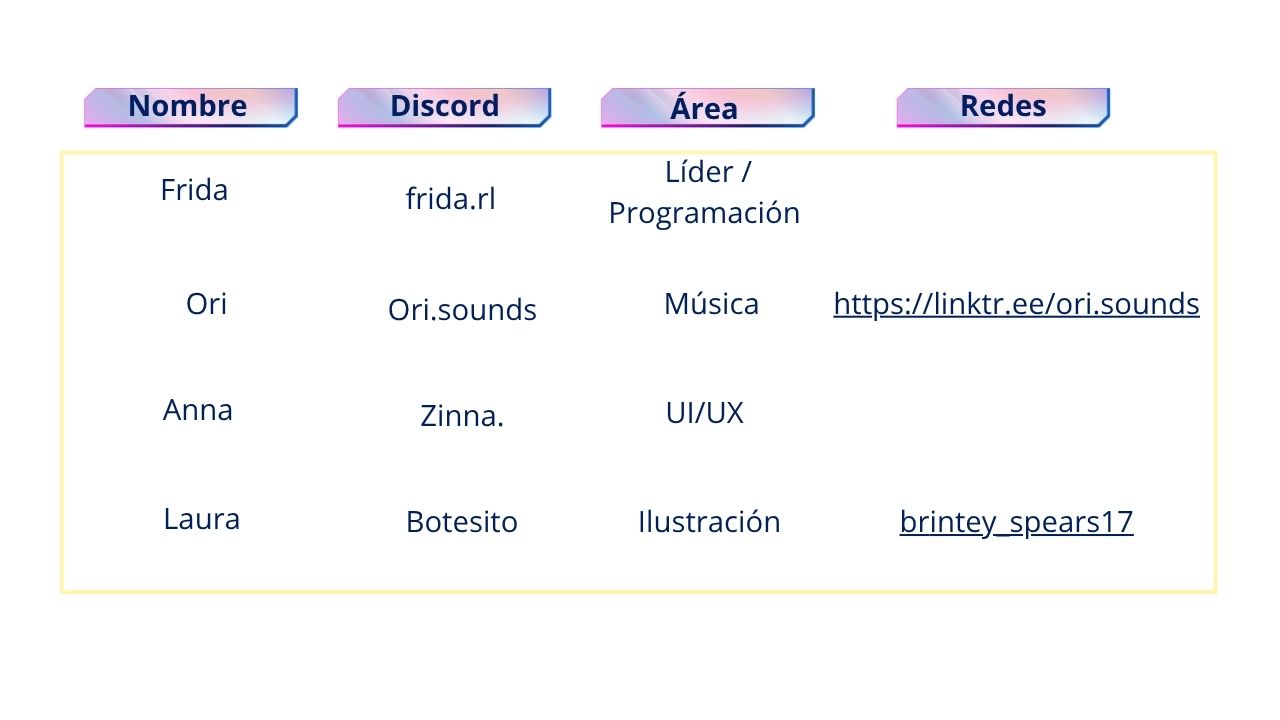 Nombre Discord Área Redes
Frida frida.rl Líder /
Programación
Ori Ori.sounds Música https://linktr.ee/ori.sounds
Anna Zinna. UI/UX
Laura Botesito Ilustración brintey_spears17